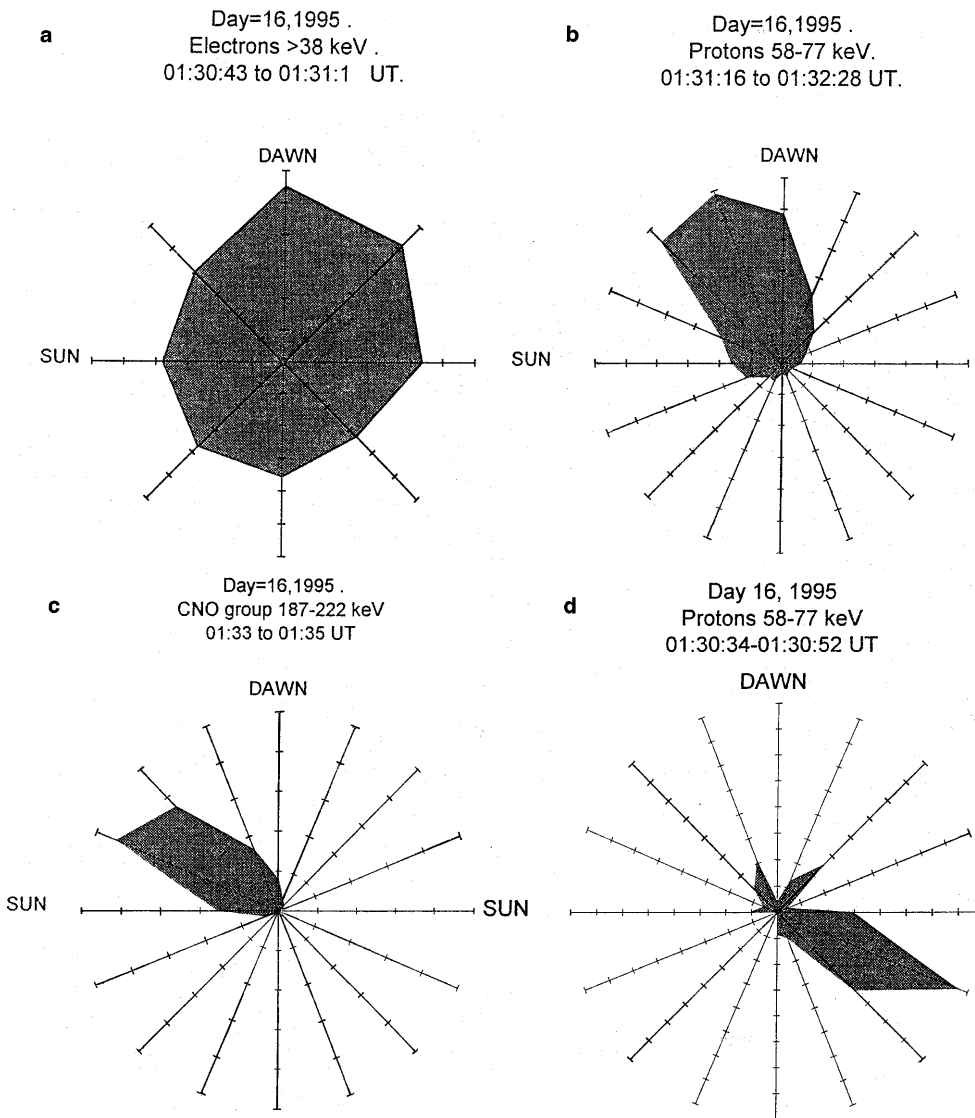 a
Day=16,1995 .
Electrons >38 keV .
01:30:43 to 01:31:1 UT.
DAWN
SUN
b
Day=16,1995 .
Protons 58-77 keV.
01:31:16 to 01:32:28 UT.
DAWN
SUN
c
Day=16,1995 .
CNO group 187-222 keV
01:33 to 01:35 UT
DAWN
SUN
d
Day 16, 1995
Protons 58-77 keV
01:30:34-01:30:52 UT
DAWN
SUN